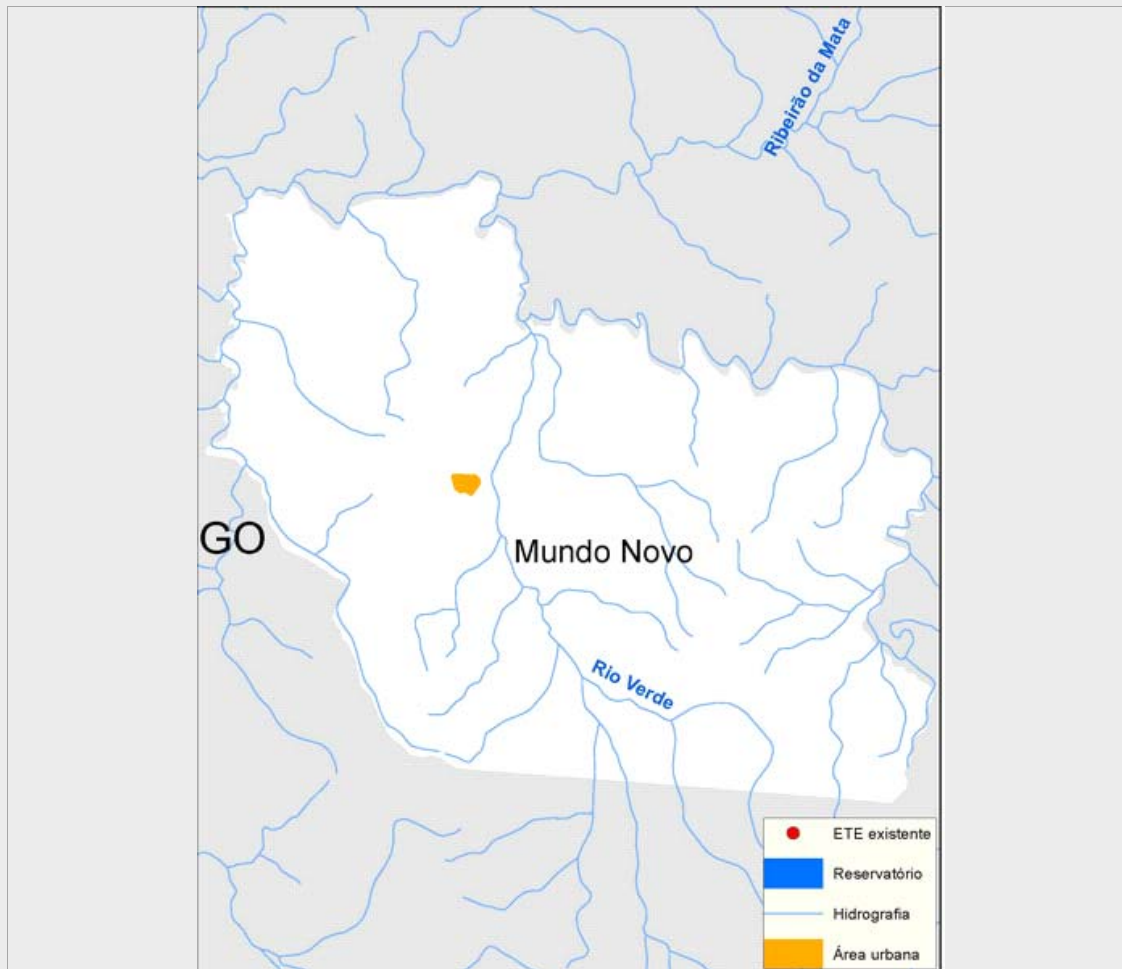 Ribeirão da Mata
GO
Mundo Novo
Rio Verde
ETE existente
Reservatório
Hidrografia
Área urbana